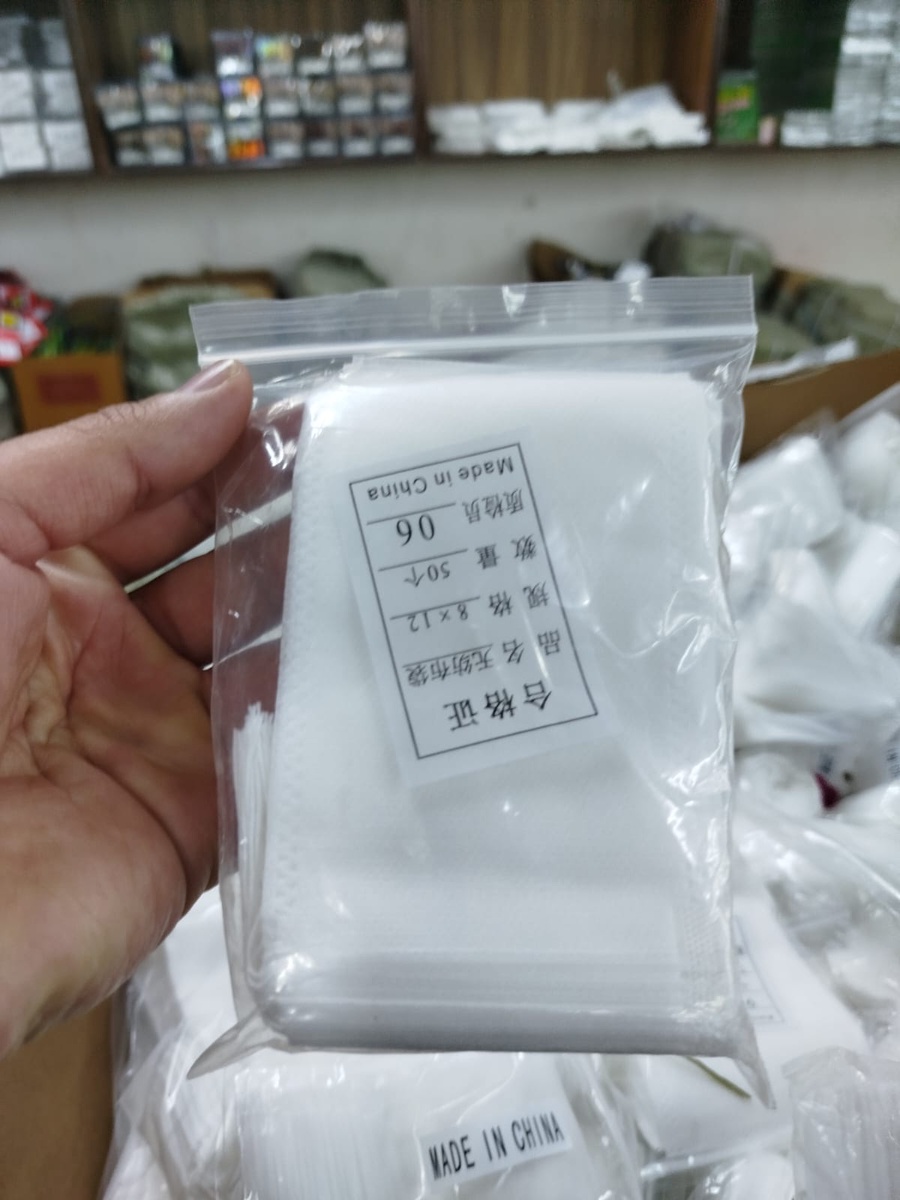 合格证
品 名 无纺布袋
规 格 8×12
数 量 50个
质检员 06
Made in China
MADE IN CHINA